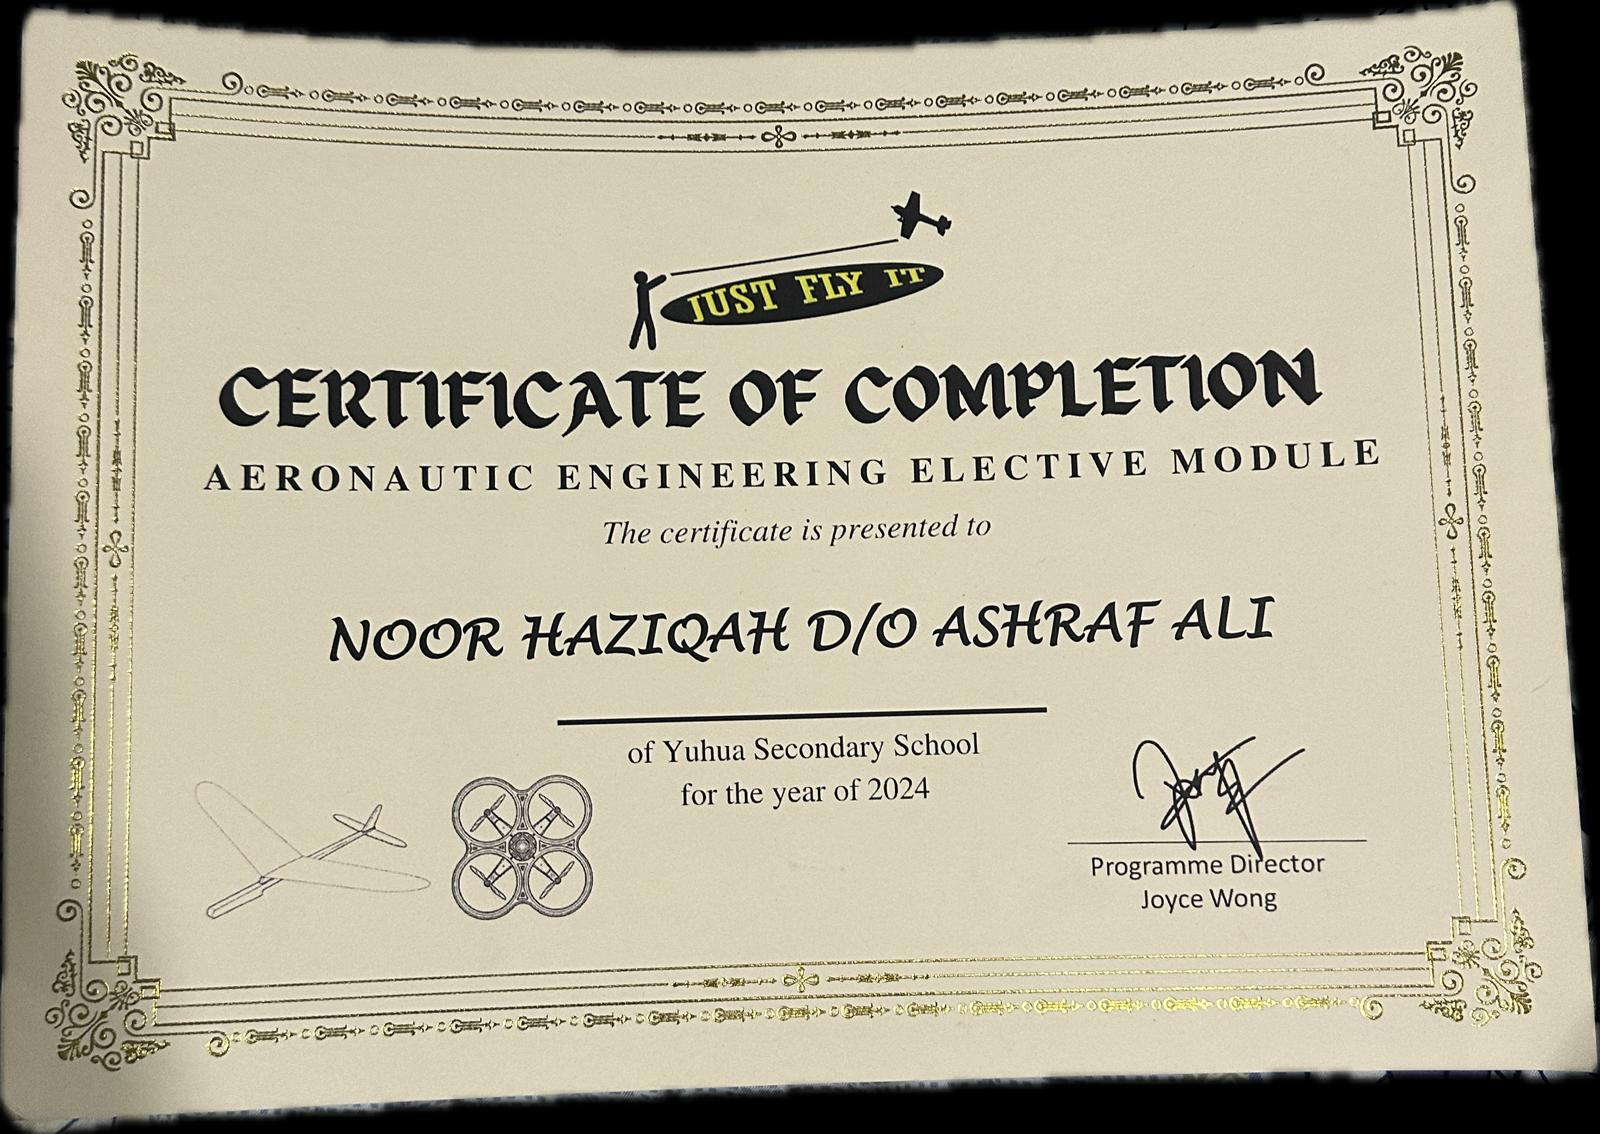 JUST FLY IT
CERTIFICATE OF COMPLETION
AERONAUTIC ENGINEERING ELECTIVE MODULE
The certificate is presented to
NOOR HAZIQAH D/O ASHRAF ALI
of Yuhua Secondary School
for the year of 2024
Programme Director
Joyce Wong